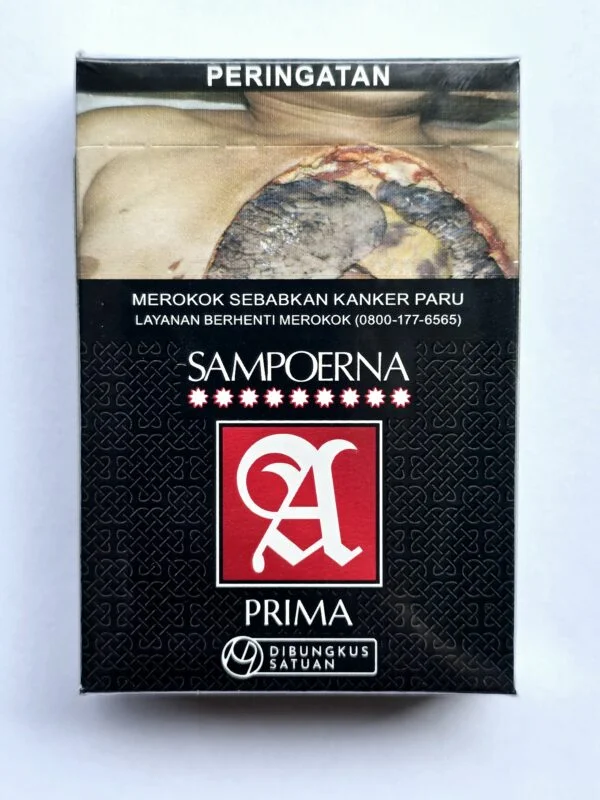 PERINGATAN
MEROKOK SEBABKAN KANKER PARU
LAYANAN BERHENTI MEROKOK (0800-177-6565)
SAMPOERNA
A
PRIMA
DIBUNGKUS
SATUAN